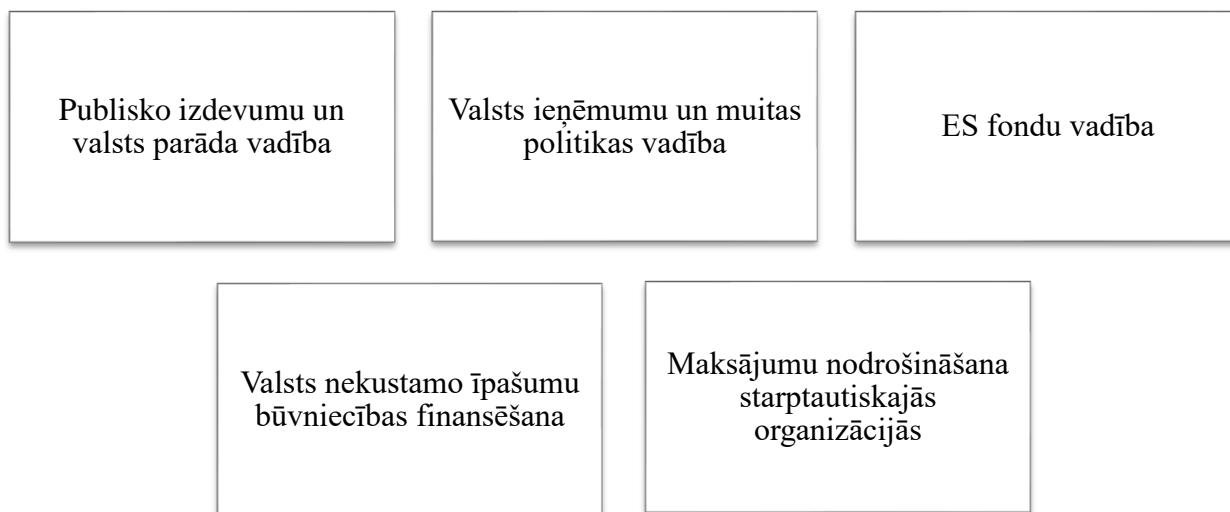 Publisko izdevumu un
valsts parāda vadība
Valsts ieņēmumu un muitas
politikas vadība
ES fondu vadība
Valsts nekustamo īpašumu
būvniecības finansēšana
Maksājumu nodrošināšana
starptautiskajās
organizācijās